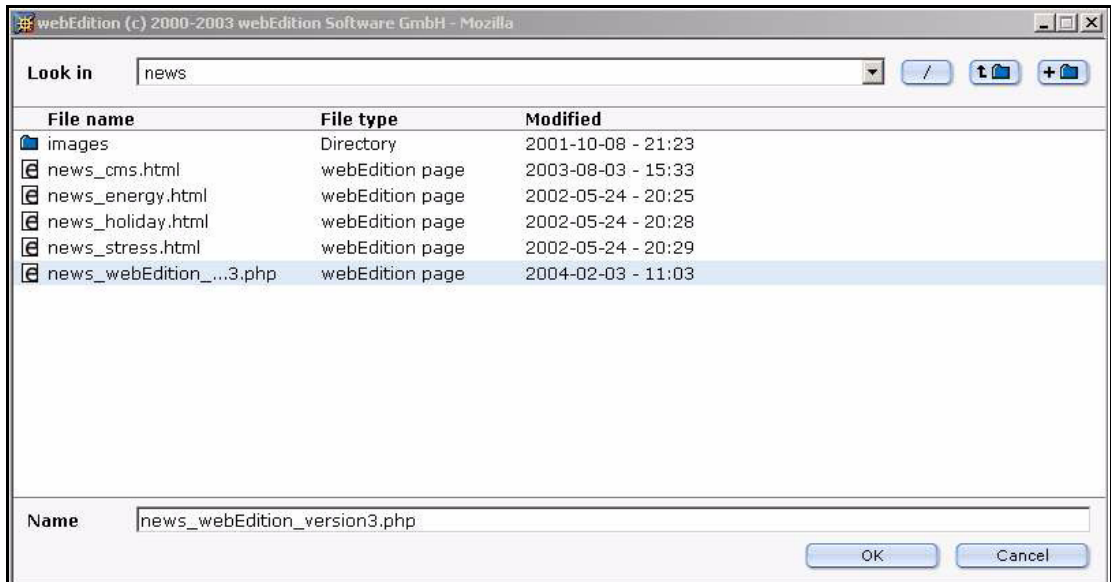 webEdition (c) 2000-2003 webEdition Software GmbH - Mozilla
Look in news /
File name File type Modified
images Directory 2001-10-08 - 21:23
news_cms.html webEdition page 2003-08-03 - 15:33
news_energy.html webEdition page 2002-05-24 - 20:25
news_holiday.html webEdition page 2002-05-24 - 20:28
news_stress.html webEdition page 2002-05-24 - 20:29
news_webEdition_...3.php webEdition page 2004-02-03 - 11:03
Name news_webEdition_version3.php
OK Cancel